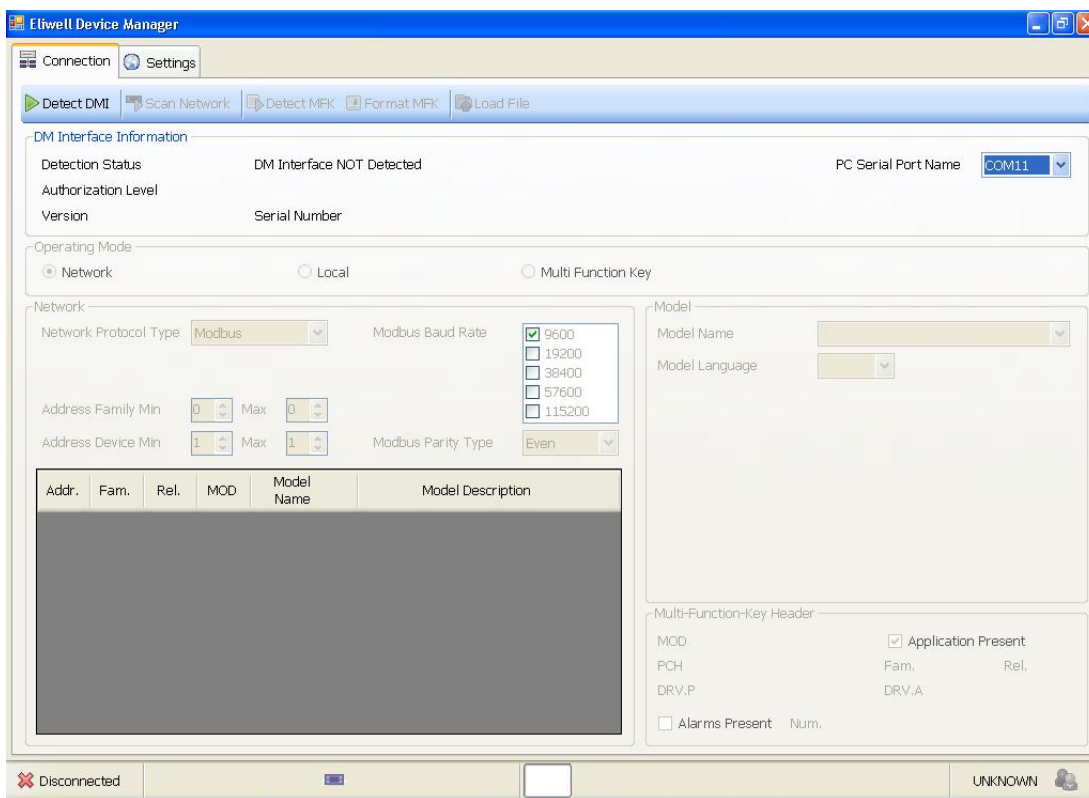 Eliwell Device Manager
Connection Settings
Detect DMI Scan Network Detect MFK Format MFK Load File
DM Interface Information
Detection Status DM Interface NOT Detected PC Serial Port Name COM11
Authorization Level
Version Serial Number
Operating Mode
Network Local Multi Function Key
Network
Network Protocol Type Modbus Modbus Baud Rate 9600
19200
38400
57600
115200
Address Family Min 0 Max 0
Address Device Min 1 Max 1 Modbus Parity Type Even
Addr. Fam. Rel. MOD Model Name Model Description
Model
Model Name
Model Language
Multi-Function-Key Header
MOD Application Present
PCH Fam. Rel.
DRV.P DRV.A
Alarms Present Num.
Disconnected UNKNOWN